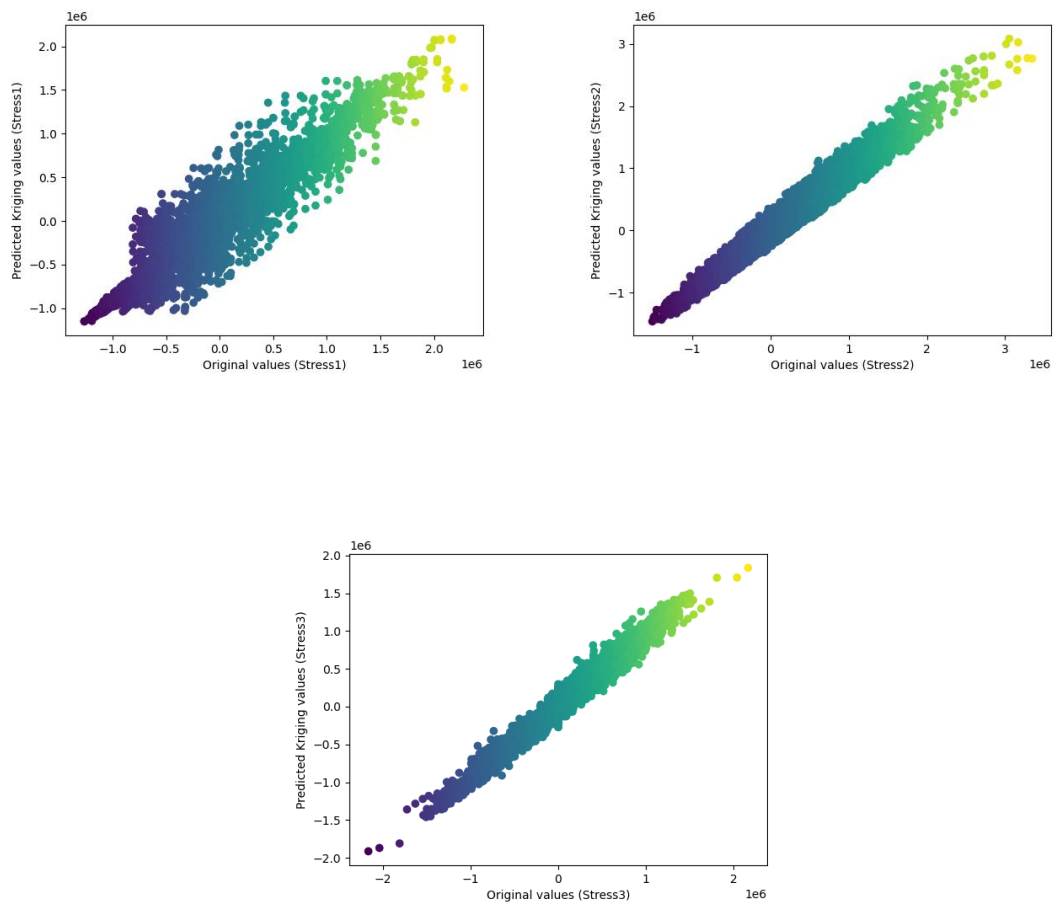 1e6
2.0
1.5
1.0
0.5
0.0
−0.5
−1.0
Predicted Kriging values (Stress1)
−1.0 −0.5 0.0 0.5 1.0 1.5 2.0
Original values (Stress1) 1e6
1e6
3
2
1
0
−1
Predicted Kriging values (Stress2)
−1 0 1 2 3
Original values (Stress2) 1e6
1e6
2.0
1.5
1.0
0.5
0.0
−0.5
−1.0
−1.5
−2.0
Predicted Kriging values (Stress3)
−2 −1 0 1 2
Original values (Stress3) 1e6